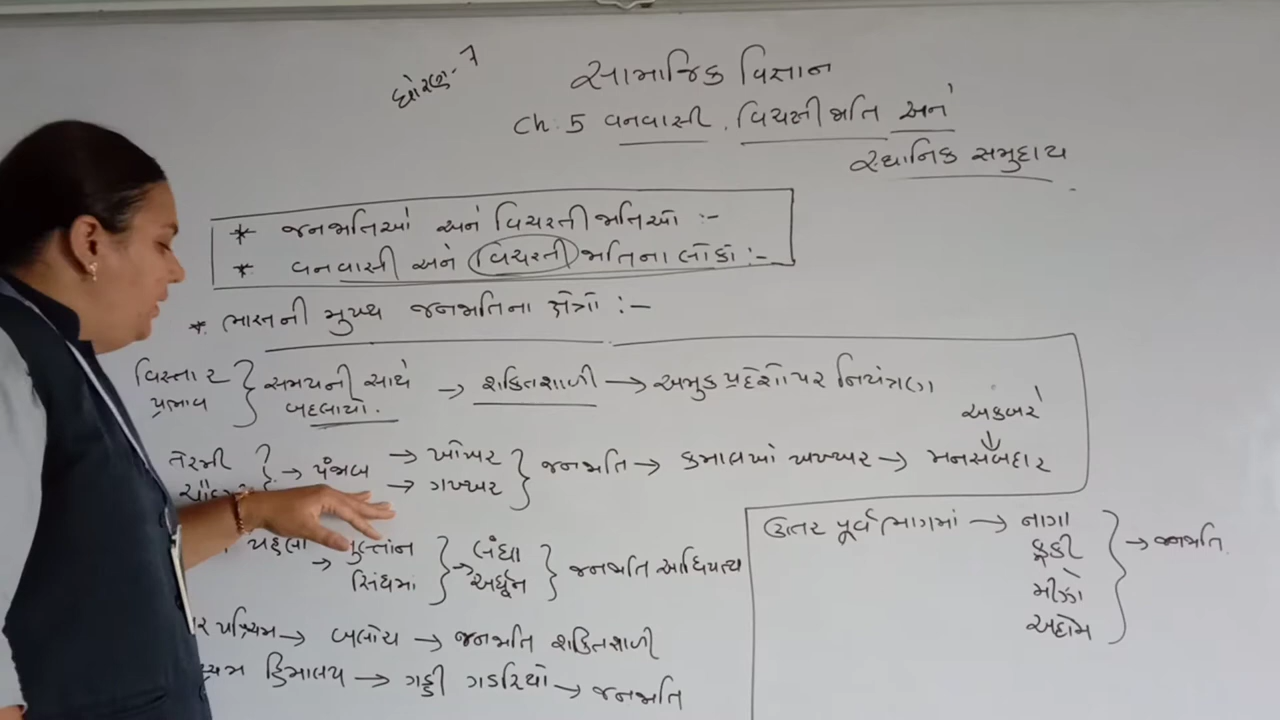 ધોરણ- 7
સામાજિક વિજ્ઞાન
Ch: 5 વનવાસી, વિચરતી જાતિ અને
સ્થાનિક સમુદાય
* જનજાતિઓ અને વિચરતી જાતિઓ :-
* વનવાસી અને વિચરતી જાતિના લોકો :-
* ભારતની મુખ્ય જનજાતિના ક્ષેત્રો :-
વિસ્તાર પ્રભાવ } સમયની સાથે બદલાયો. → શક્તિશાળી → અમુક પ્રદેશો પર નિયંત્રણ
અકબરે
↓
તેરમી } → પંજાબ → ખોખર → ગખ્ખર } જનજાતિ → કમાલખાં ગખ્ખર → મનસબદાર
પહેલા → મુલ્તાન સિંધમાં } → લંઘા અર્ઘૂન } જનજાતિ આધિપત્ય
પશ્ચિમ → બલોચ → જનજાતિ શક્તિશાળી
હિમાલય → ગડ્ડી ગડરિયો → જનજાતિ
ઉત્તર પૂર્વ ભાગમાં → નાગા
કૂકી
મીઝો
અહોમ } → જનજાતિ.